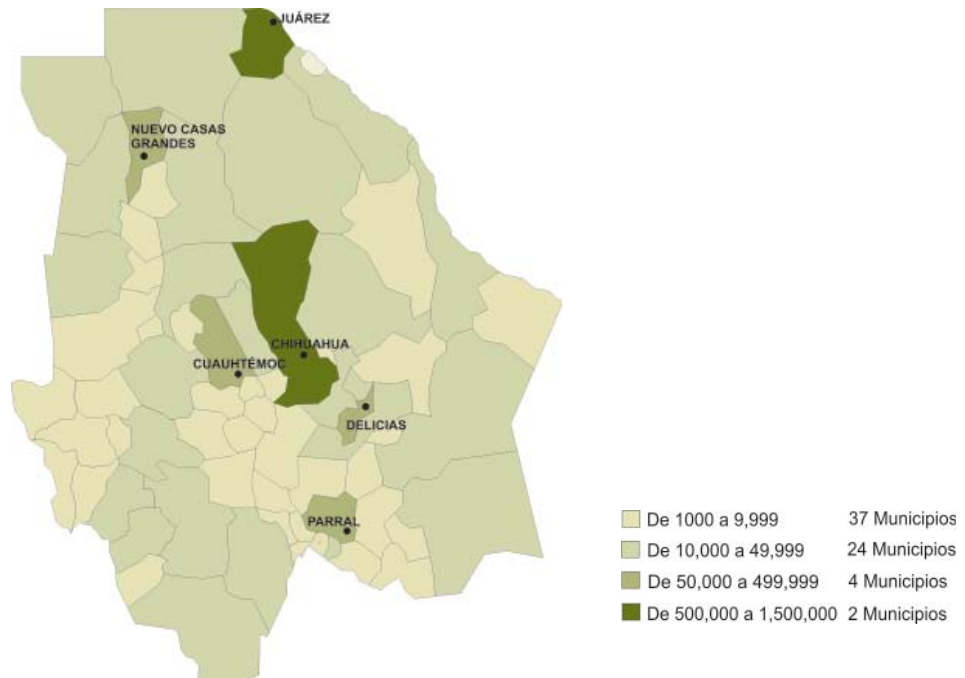 JUÁREZ
NUEVO CASAS
GRANDES
CHIHUAHUA
CUAUHTÉMOC
DELICIAS
PARRAL
De 1000 a 9,999 37 Municipios
De 10,000 a 49,999 24 Municipios
De 50,000 a 499,999 4 Municipios
De 500,000 a 1,500,000 2 Municipios